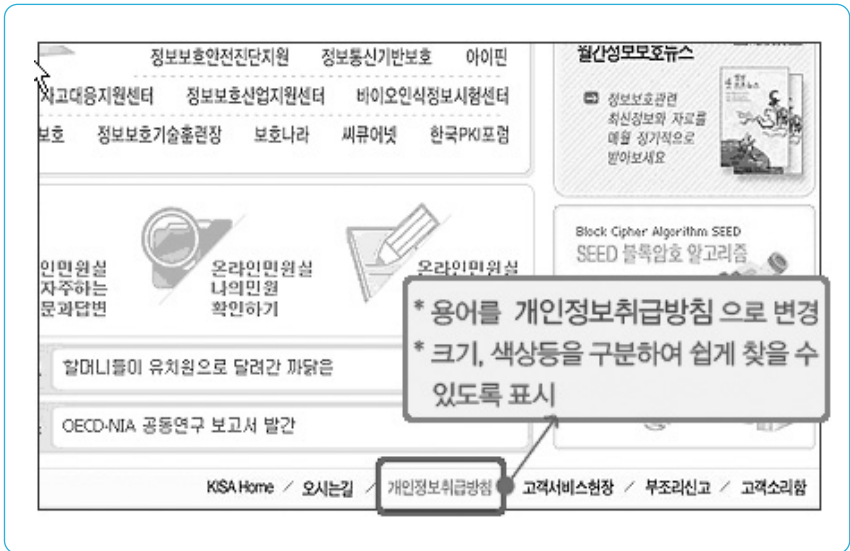 정보보호안전진단지원 정보통신기반보호 아이핀
사고대응지원센터 정보보호산업지원센터 바이오인식정보시험센터
보호 정보보호기술훈련장 보호나라 씨큐어넷 한국PKI포럼
월간정보보호뉴스
정보보호관련
최신정보와 자료를
매월 정기적으로
받아보세요
인민원실
자주하는
문과답변
온라인민원실
나의민원
확인하기
온라인민원실
Block Cipher Algorithm SEED
SEED 블록암호 알고리즘
* 용어를 개인정보취급방침 으로 변경
* 크기, 색상등을 구분하여 쉽게 찾을 수
있도록 표시
할머니들이 유치원으로 달려간 까닭은
OECD-NIA 공동연구 보고서 발간
KISA Home / 오시는길 / 개인정보취급방침 고객서비스헌장 / 부조리신고 / 고객소리함